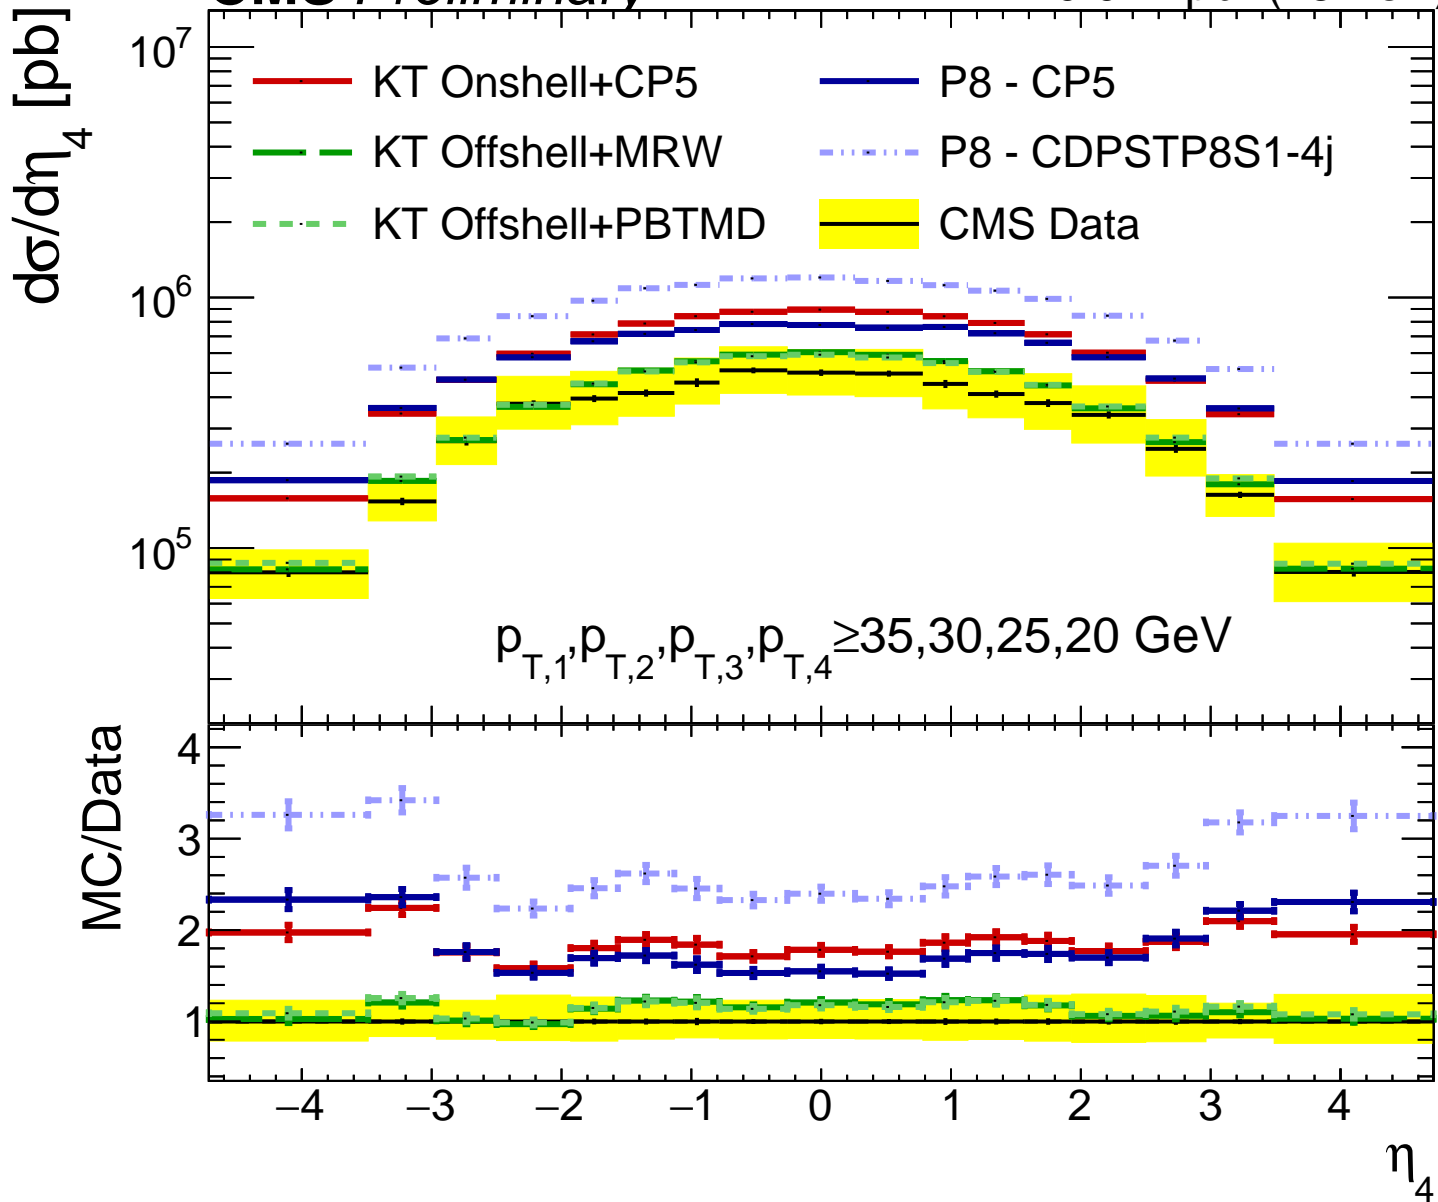 CMS Preliminary
dσ/dη4 [pb]
10^7
10^6
10^5
KT Onshell+CP5
KT Offshell+MRW
KT Offshell+PBTMD
P8 - CP5
P8 - CDPSTP8S1-4j
CMS Data
pT,1,pT,2,pT,3,pT,4≥35,30,25,20 GeV
MC/Data
4
3
2
1
−4 −3 −2 −1 0 1 2 3 4
η4